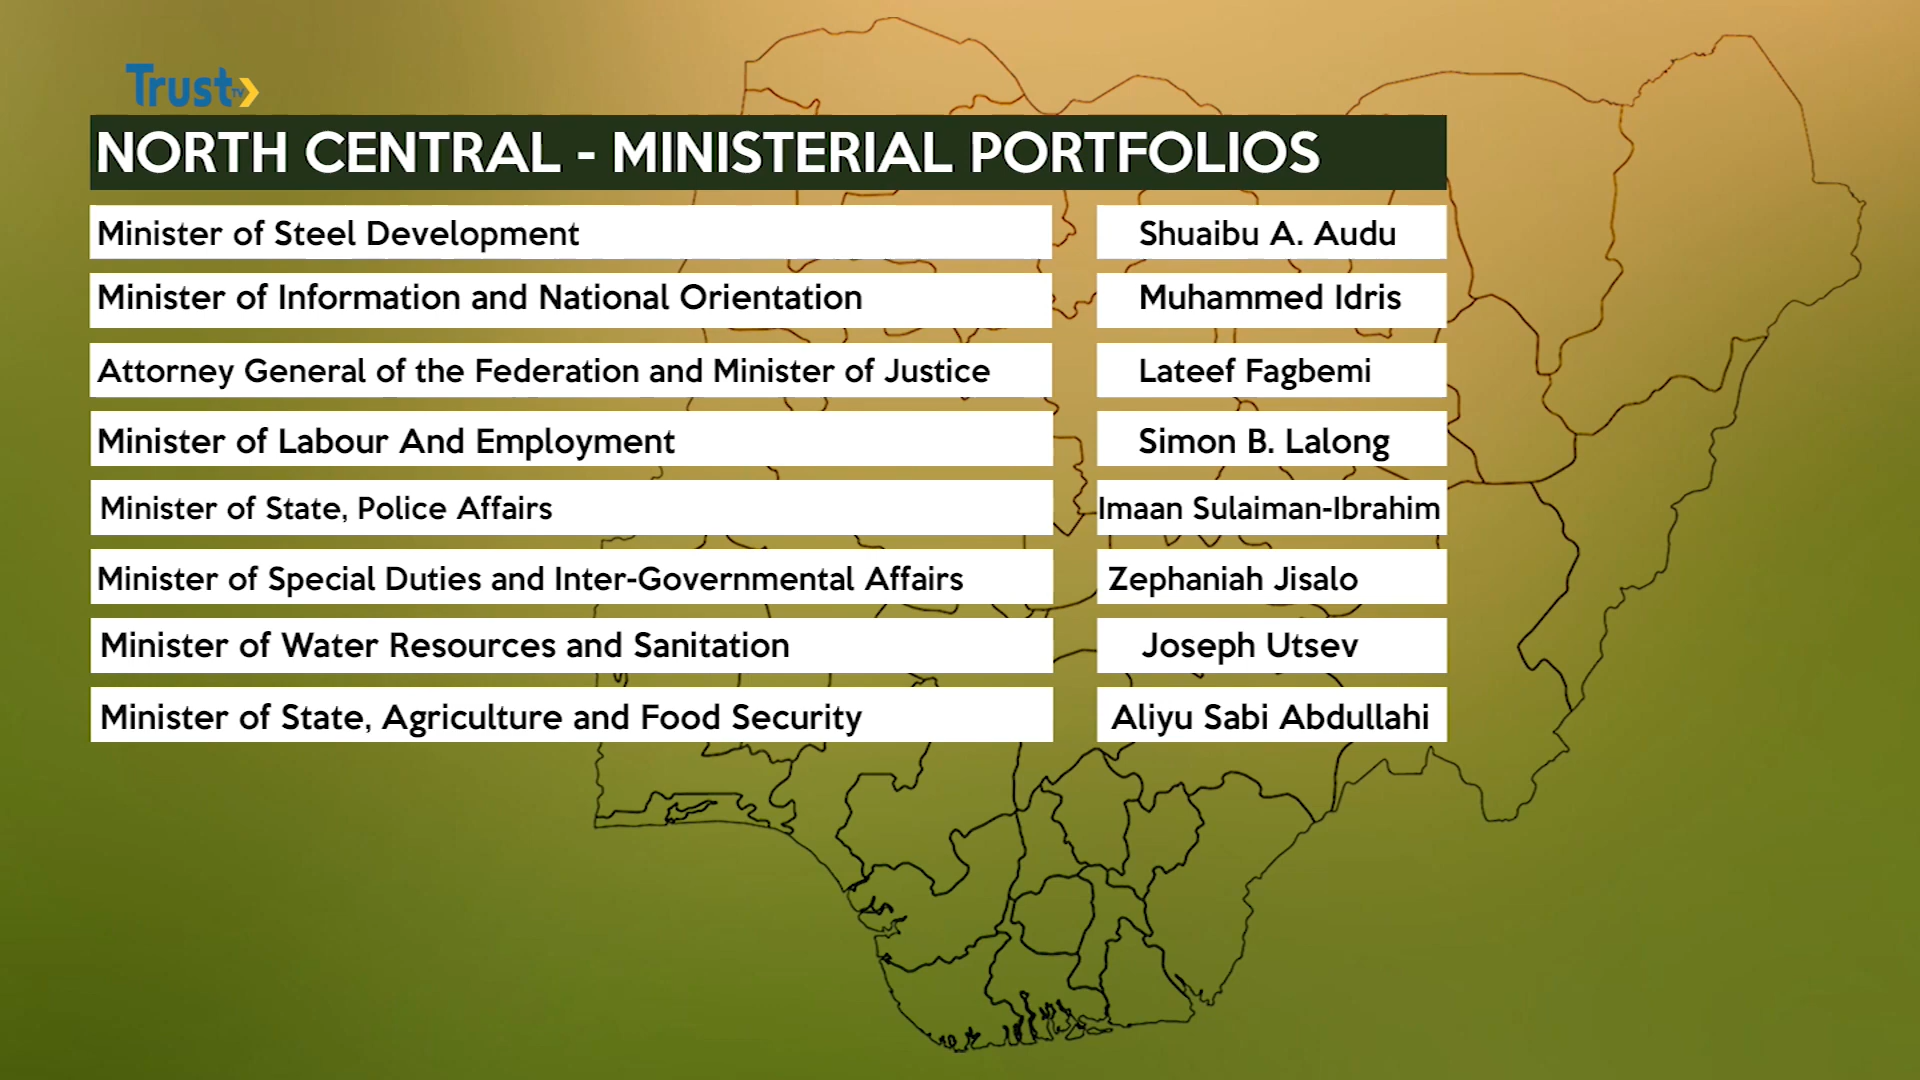 Trust TV
NORTH CENTRAL - MINISTERIAL PORTFOLIOS
Minister of Steel Development Shuaibu A. Audu
Minister of Information and National Orientation Muhammed Idris
Attorney General of the Federation and Minister of Justice Lateef Fagbemi
Minister of Labour And Employment Simon B. Lalong
Minister of State, Police Affairs Imaan Sulaiman-Ibrahim
Minister of Special Duties and Inter-Governmental Affairs Zephaniah Jisalo
Minister of Water Resources and Sanitation Joseph Utsev
Minister of State, Agriculture and Food Security Aliyu Sabi Abdullahi